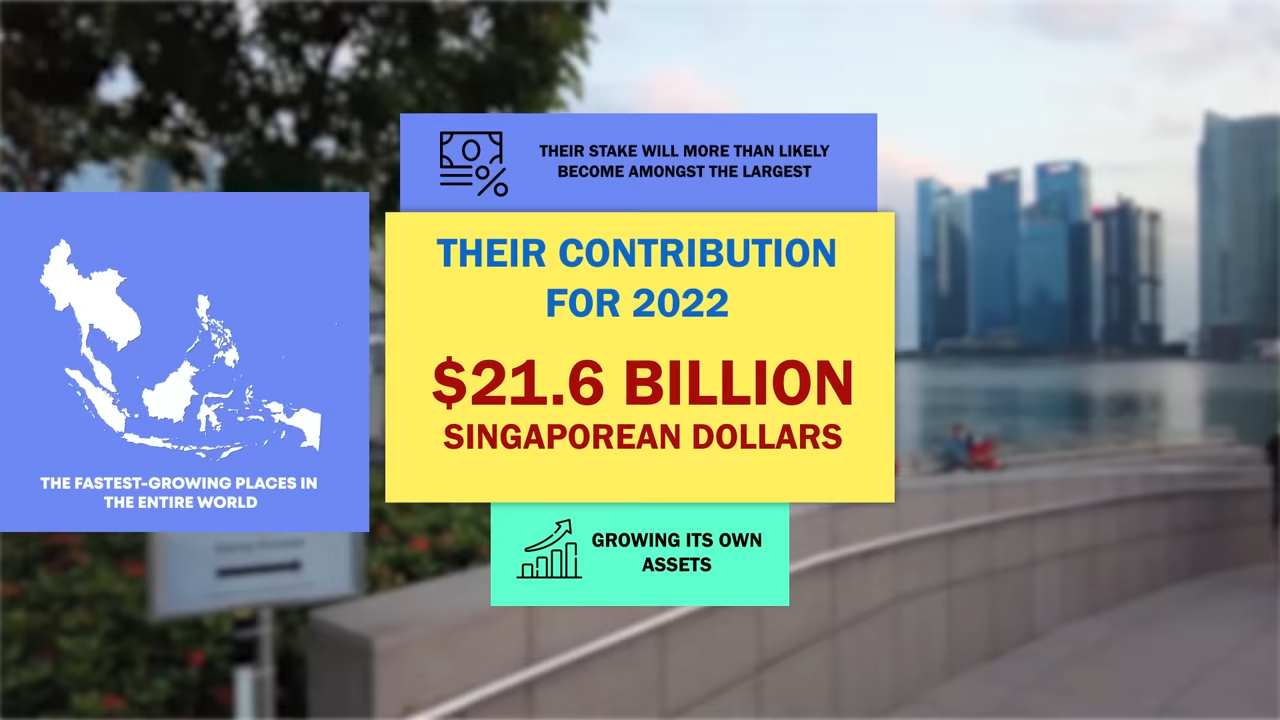 THEIR STAKE WILL MORE THAN LIKELY
BECOME AMONGST THE LARGEST
THE FASTEST-GROWING PLACES IN
THE ENTIRE WORLD
THEIR CONTRIBUTION
FOR 2022
$21.6 BILLION
SINGAPOREAN DOLLARS
GROWING ITS OWN
ASSETS